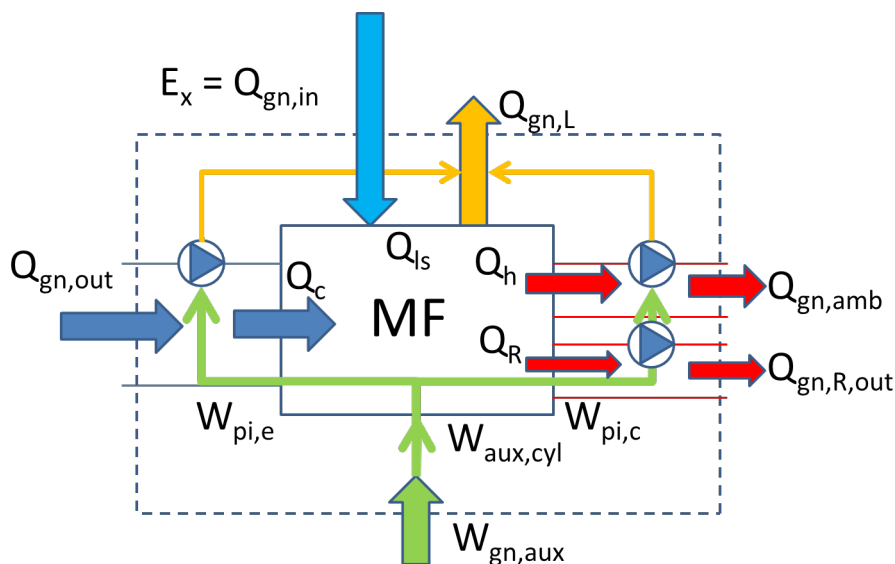 Eₓ = Q_gn,in
Q_gn,L
Q_gn,out
Q_ls
Q_c
Q_h
MF
Q_gn,amb
Q_R
Q_gn,R,out
W_pi,e
W_aux,cyl
W_pi,c
W_gn,aux